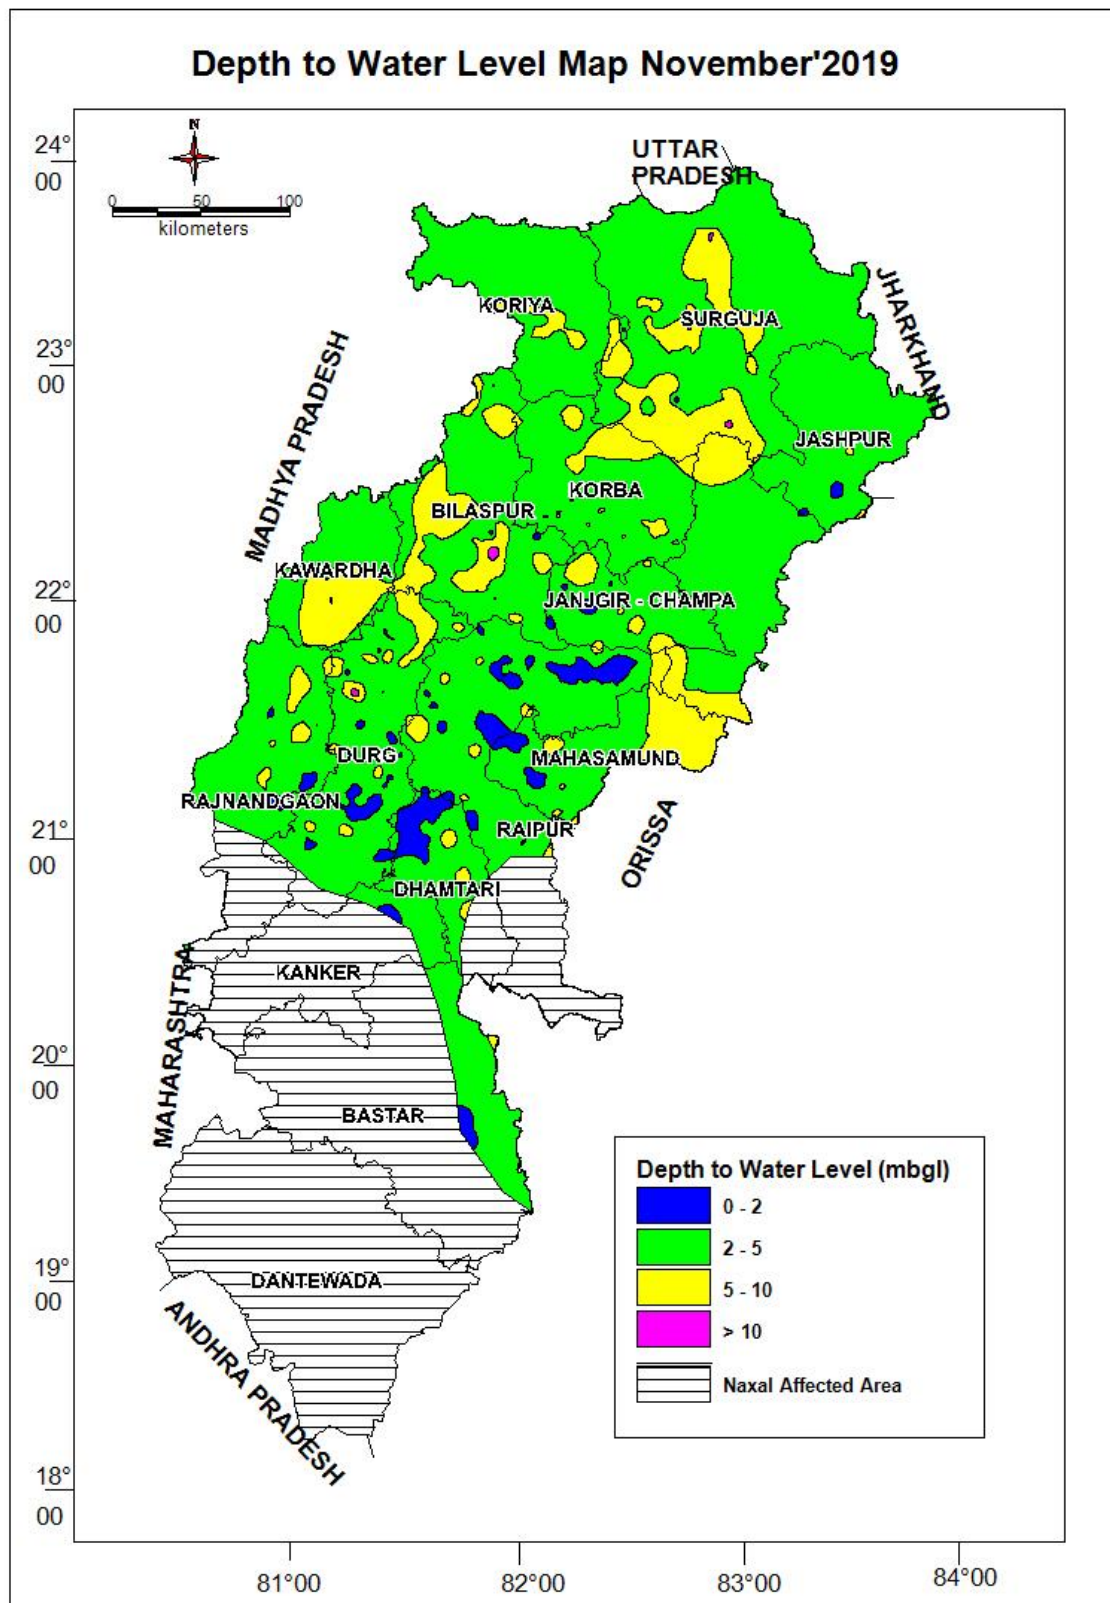 Depth to Water Level Map November'2019
24°
00
N
0 50 100
kilometers
UTTAR
PRADESH
JHARKHAND
KORIYA
SURGUJA
23°
00
MADHYA PRADESH
JASHPUR
KORBA
BILASPUR
KAWARDHA
22°
00
JANJGIR - CHAMPA
DURG
MAHASAMUND
RAJNANDGAON
21°
00
RAIPUR
ORISSA
DHAMTARI
MAHARASHTRA
KANKER
20°
00
BASTAR
Depth to Water Level (mbgl)
0 - 2
2 - 5
5 - 10
> 10
Naxal Affected Area
19°
00
DANTEWADA
ANDHRA PRADESH
18°
00
81°00 82°00 83°00 84°00